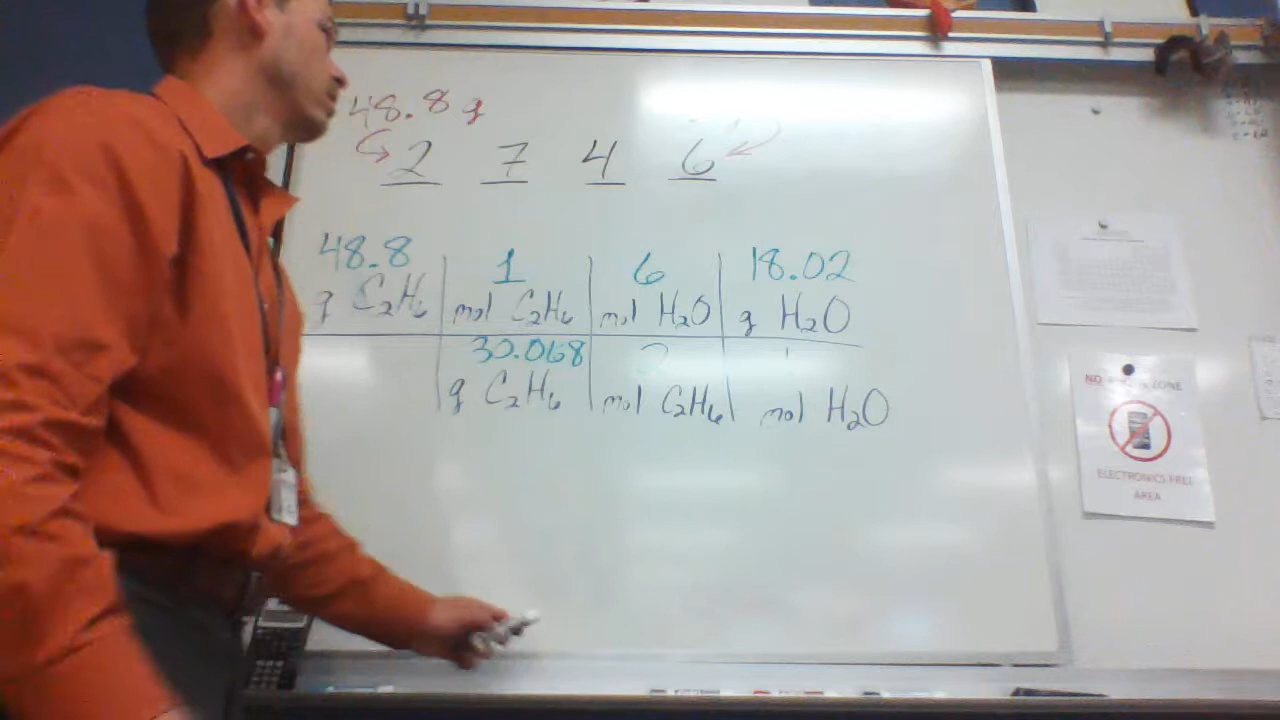 48.8 g
2 7 4 6
48.8 1 6 18.02
g C₂H₆ mol C₂H₆ mol H₂O g H₂O
30.068 2 1
g C₂H₆ mol C₂H₆ mol H₂O
NO ZONE
ELECTRONICS FREE
AREA